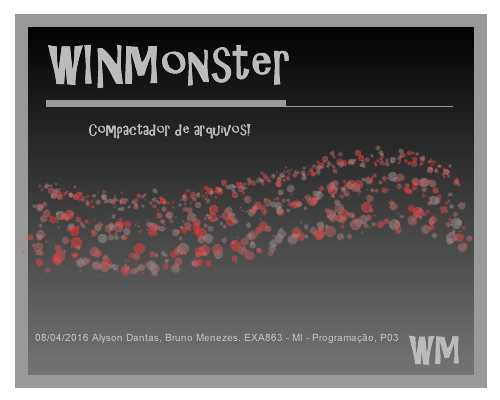 WINMonster
Compactador de arquivos!
08/04/2016 Alyson Dantas, Bruno Menezes. EXA863 - MI - Programação, P03
WM